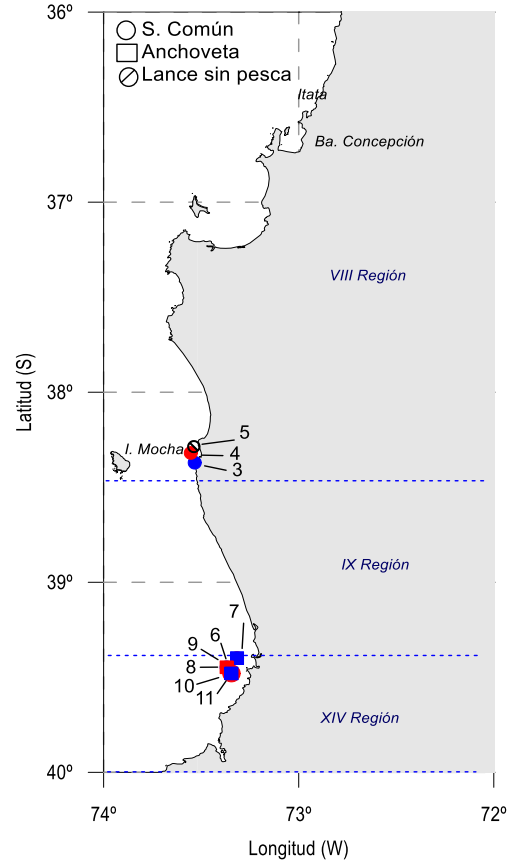 36º
S. Común
Anchoveta
Lance sin pesca
Itata
Ba. Concepción
37º
VIII Región
Latitud (S)
38º
5
I. Mocha
4
3
IX Región
39º
7
6
9
8
10
11
XIV Región
40º
74º
73º
72º
Longitud (W)